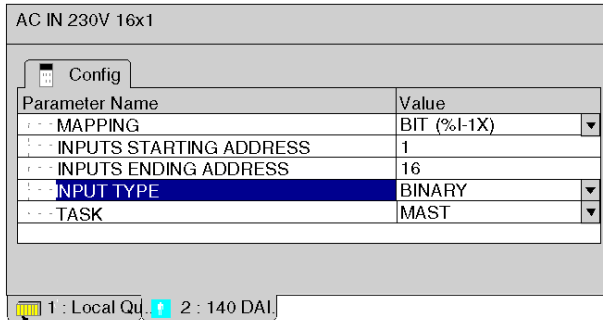 AC IN 230V 16x1
Config
Parameter Name Value
MAPPING BIT (%I-1X)
INPUTS STARTING ADDRESS 1
INPUTS ENDING ADDRESS 16
INPUT TYPE BINARY
TASK MAST
1 : Local Qu... 2 : 140 DAI.